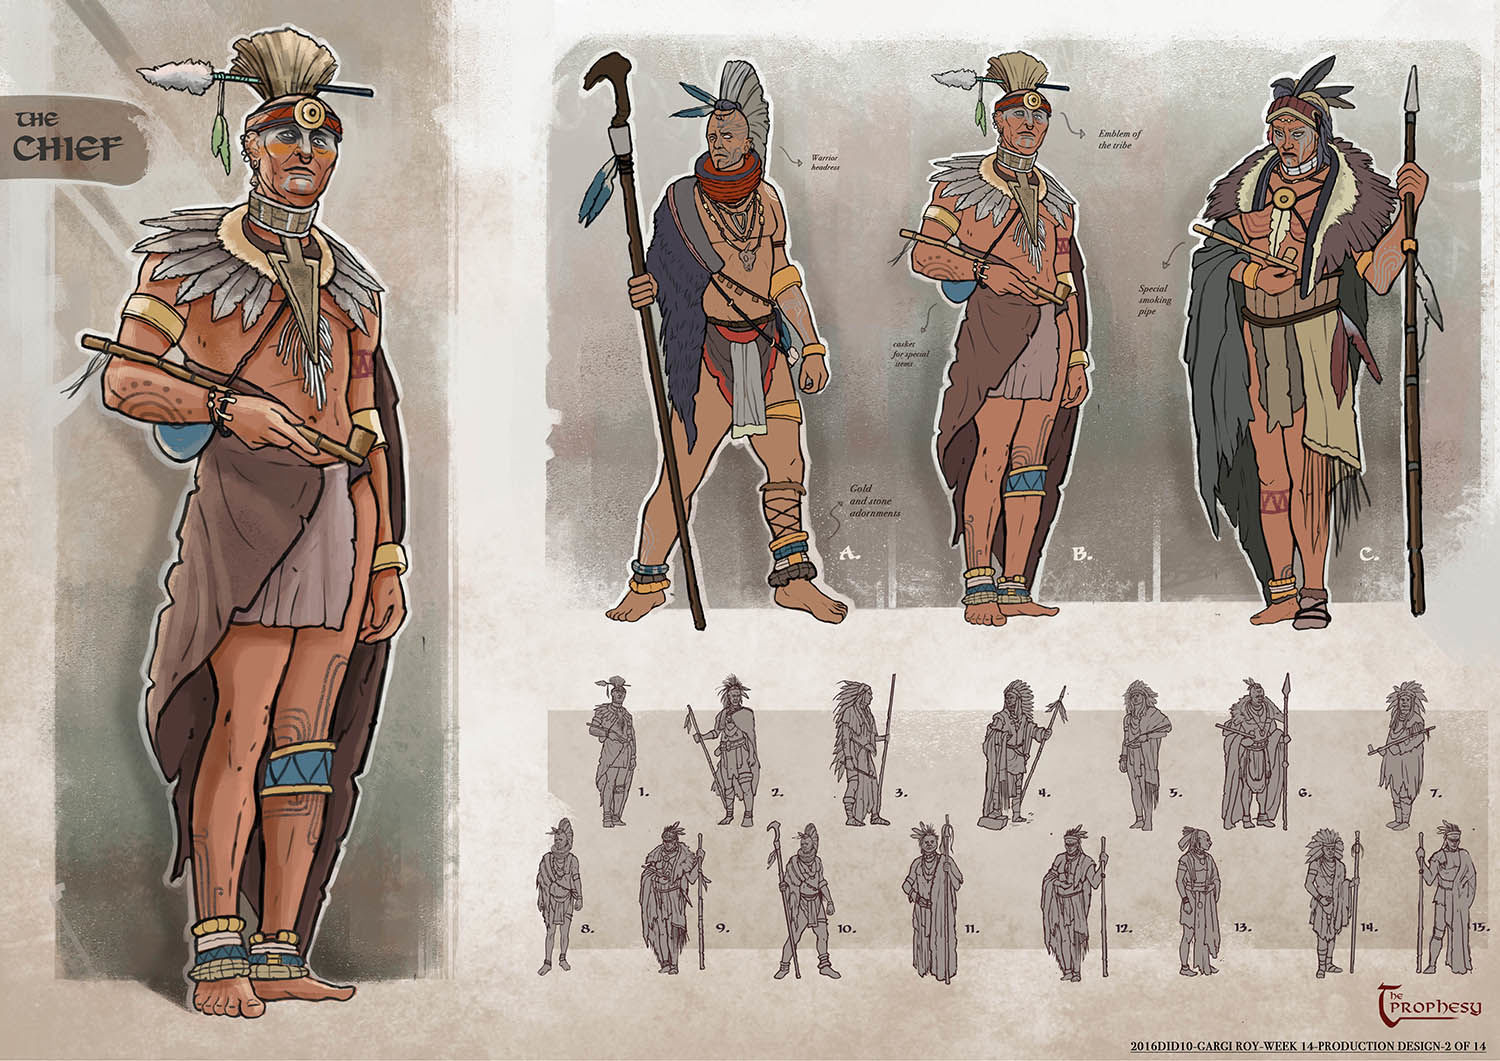 THE
CHIEF
Warrior
headress
Emblem of
the tribe
Special
smoking
pipe
casket
for special
items
Gold
and stone
adornments
A.
B.
C.
1.
2.
3.
4.
5.
6.
7.
8.
9.
10.
11.
12.
13.
14.
15.
The
PROPHESY
2016DID10-GARGI ROY-WEEK 14-PRODUCTION DESIGN-2 OF 14